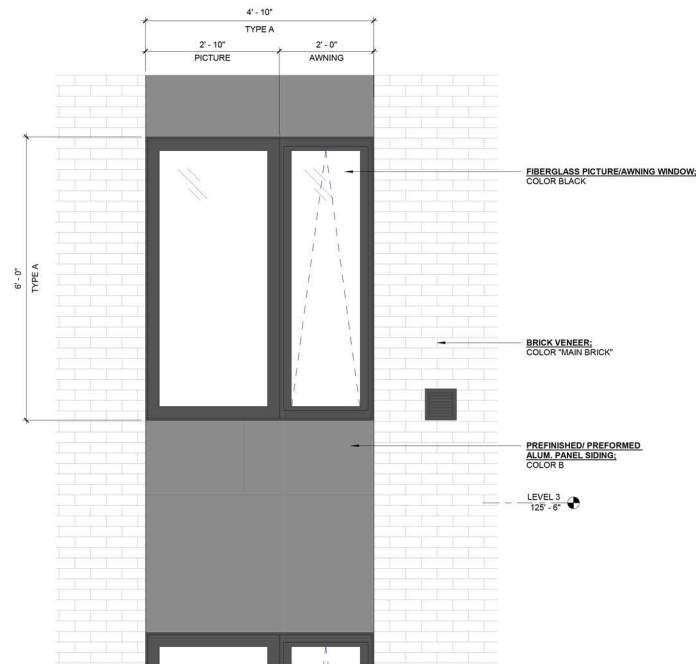 4' - 10"
TYPE A
2' - 10"
2' - 0"
PICTURE
AWNING
6' - 0"
TYPE A
FIBERGLASS PICTURE/AWNING WINDOW;
COLOR BLACK
BRICK VENEER;
COLOR "MAIN BRICK"
PREFINISHED/ PREFORMED
ALUM. PANEL SIDING;
COLOR B
LEVEL 3
125' - 6"